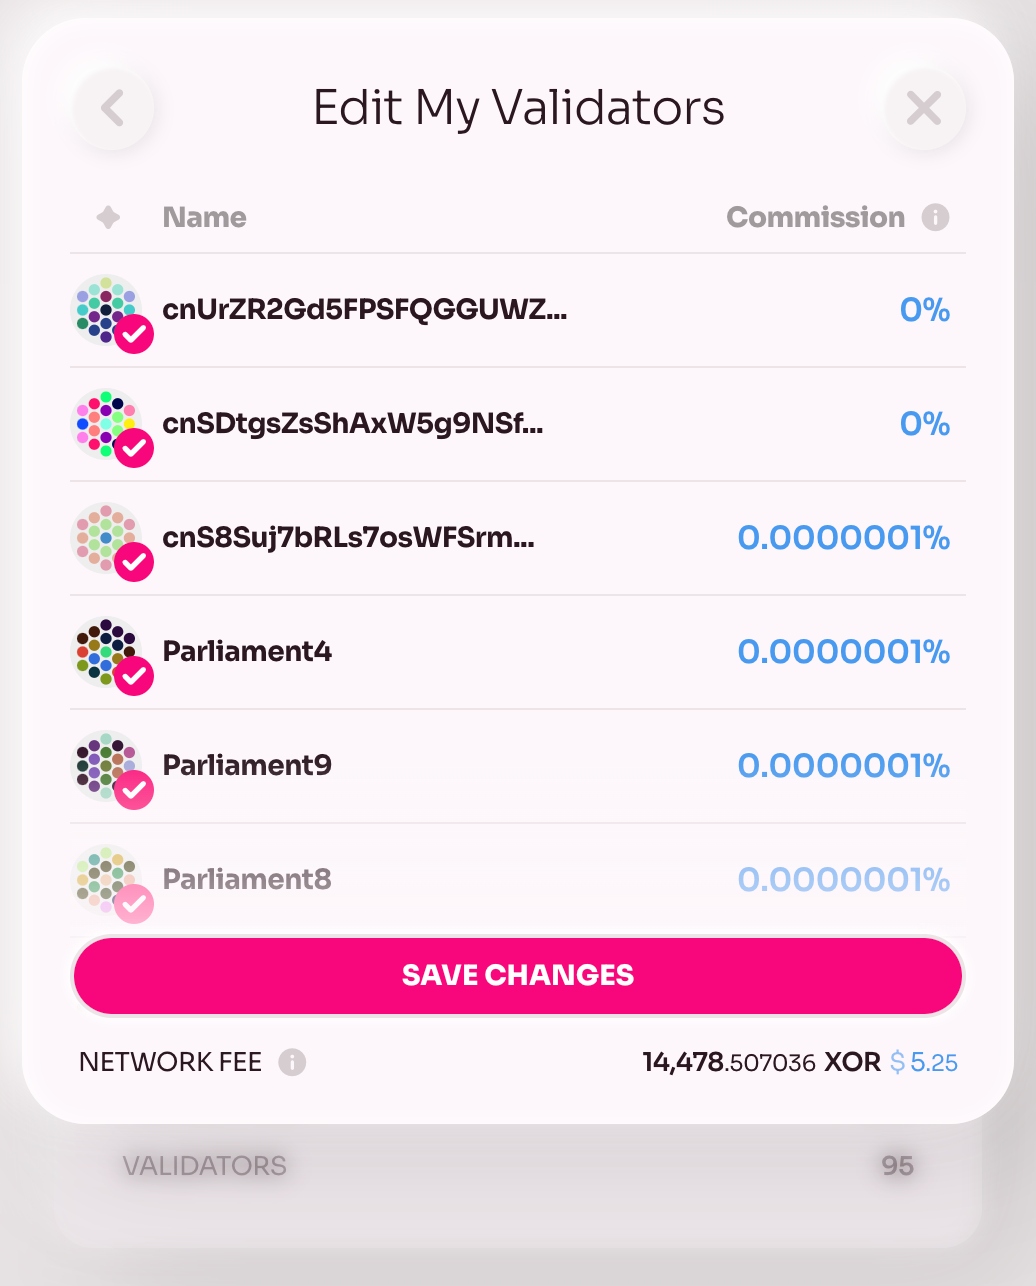 Edit My Validators
Name Commission
cnUrZR2Gd5FPSFQGGUWZ... 0%
cnSDtgsZsShAxW5g9NSf... 0%
cnS8Suj7bRLs7osWFSrm... 0.0000001%
Parliament4 0.0000001%
Parliament9 0.0000001%
Parliament8 0.0000001%
SAVE CHANGES
NETWORK FEE 14,478.507036 XOR $ 5.25
VALIDATORS 95